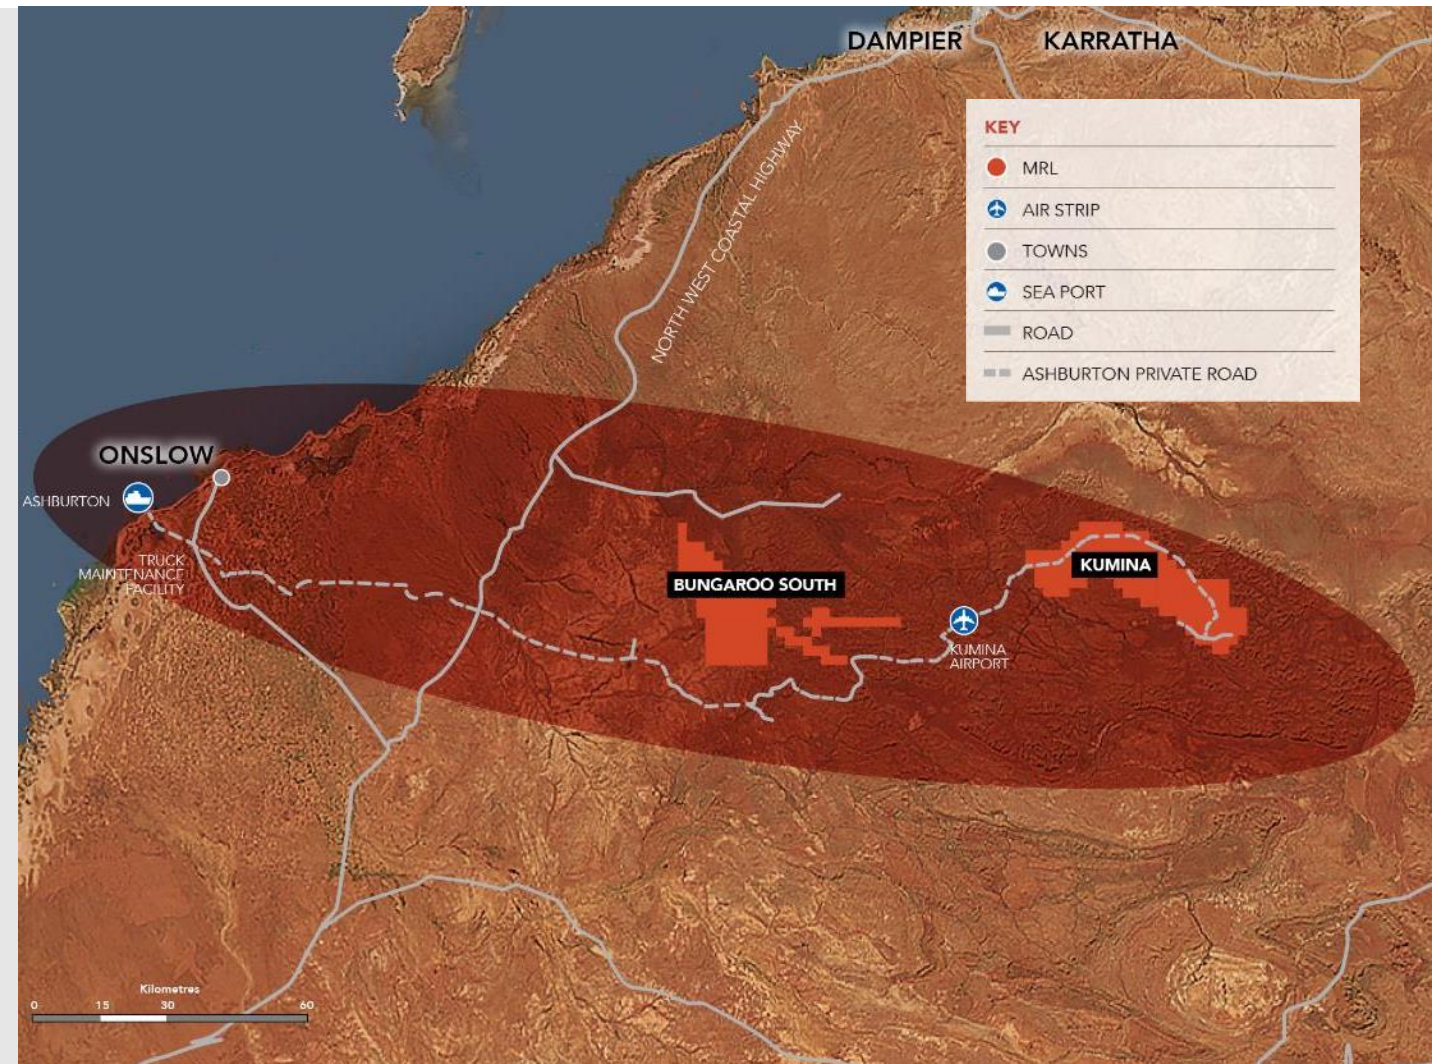 DAMPIER
KARRATHA
KEY
MRL
AIR STRIP
TOWNS
SEA PORT
ROAD
ASHBURTON PRIVATE ROAD
NORTH WEST COASTAL HIGHWAY
ONSLOW
ASHBURTON
TRUCK
MAINTENANCE
FACILITY
BUNGAROO SOUTH
KUMINA
KUMINA
AIRPORT
Kilometres
0 15 30 60